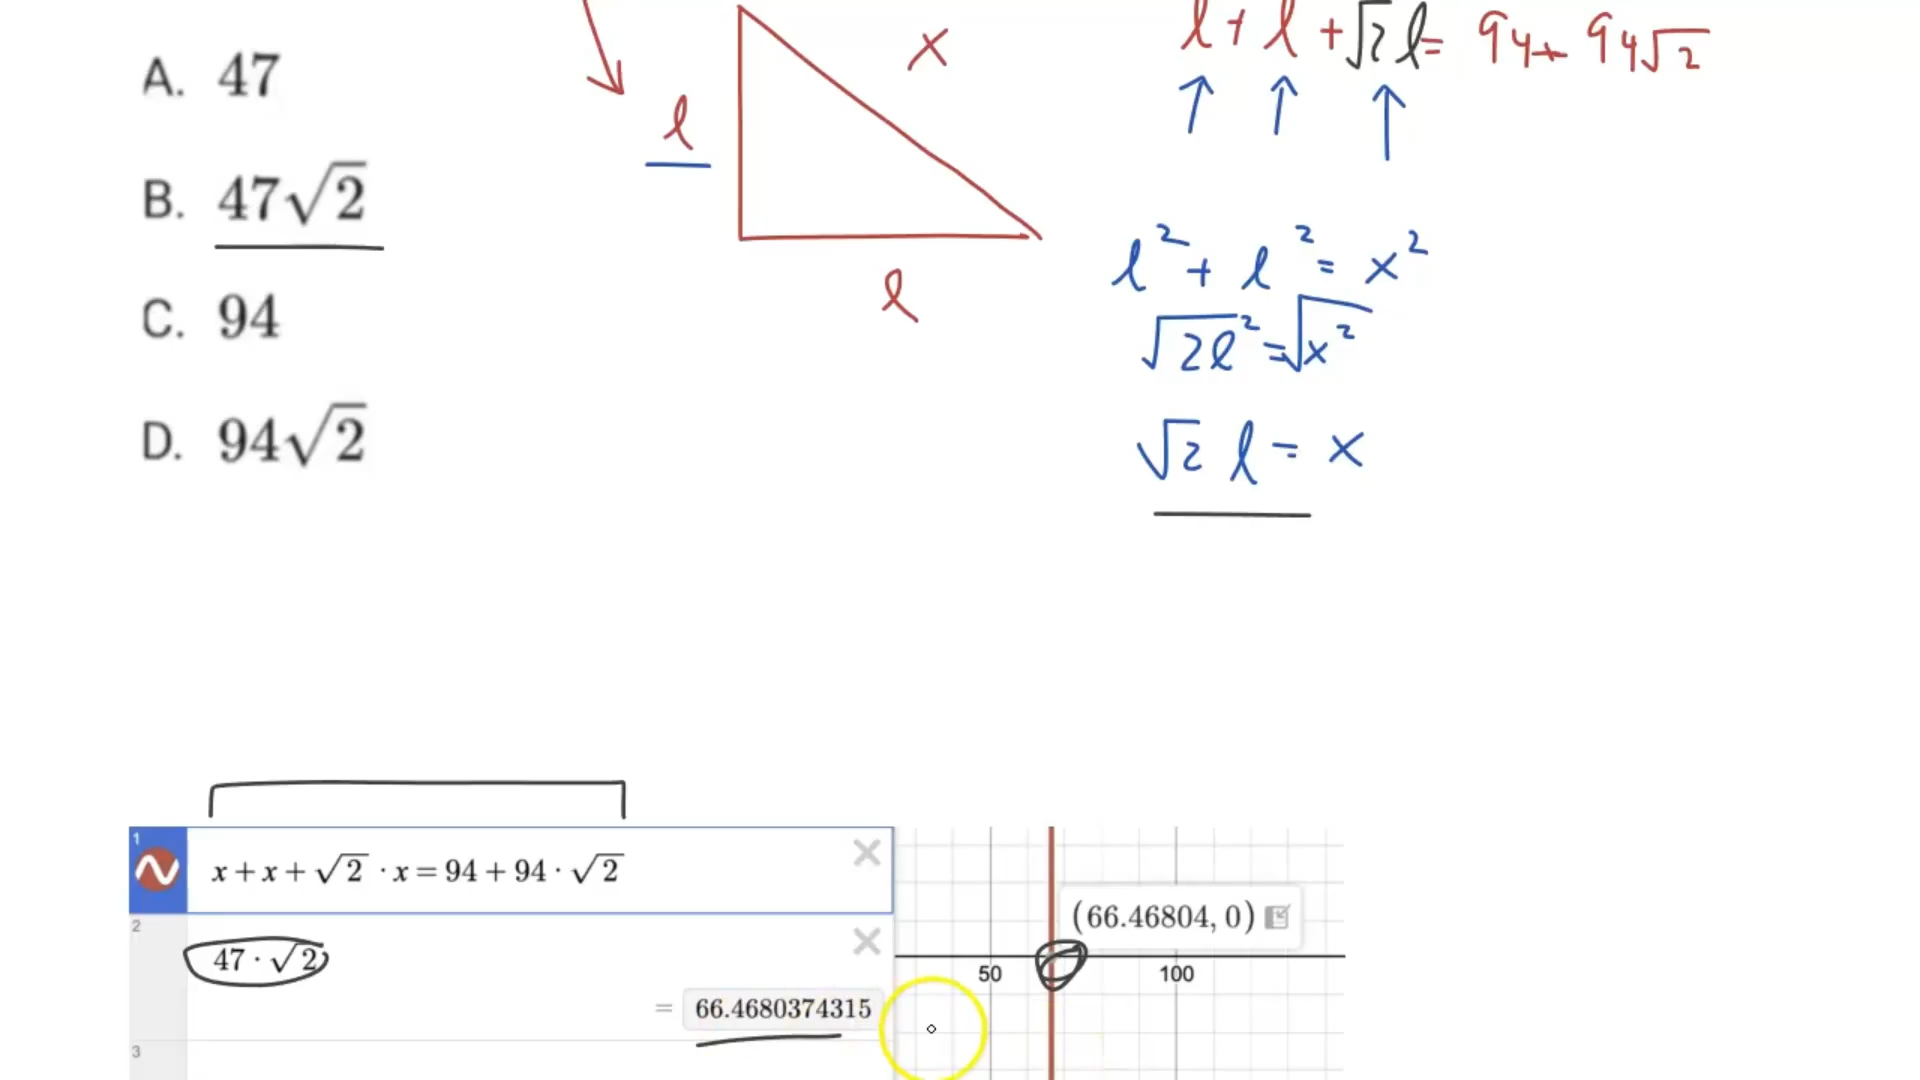 A. 47
B. 47√2
C. 94
D. 94√2
x
l
l
l + l + √2 l = 94 + 94√2
l² + l² = x²
√2l² = √x²
√2 l = x
1
x + x + √2 · x = 94 + 94 · √2
2
47 · √2
= 66.4680374315
3
(66.46804, 0)
50
100